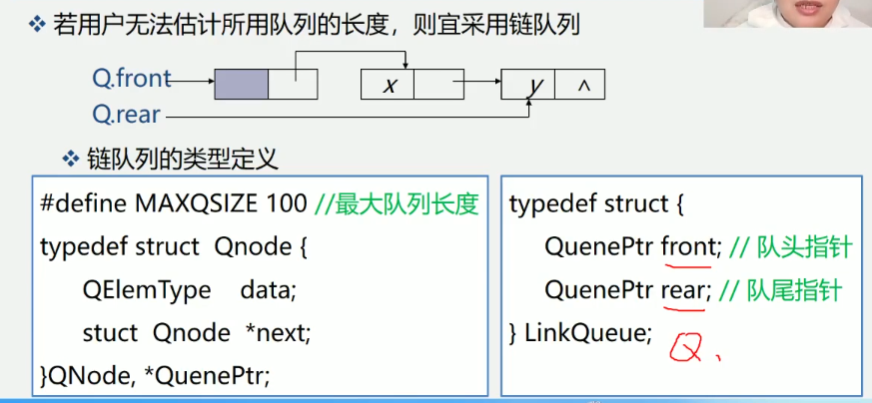 ❖ 若用户无法估计所用队列的长度，则宜采用链队列
Q.front
x
y ∧
Q.rear
❖ 链队列的类型定义
#define MAXQSIZE 100 //最大队列长度
typedef struct Qnode {
QElemType data;
stuct Qnode *next;
}QNode, *QuenePtr;
typedef struct {
QuenePtr front; // 队头指针
QuenePtr rear; // 队尾指针
} LinkQueue;
Q.